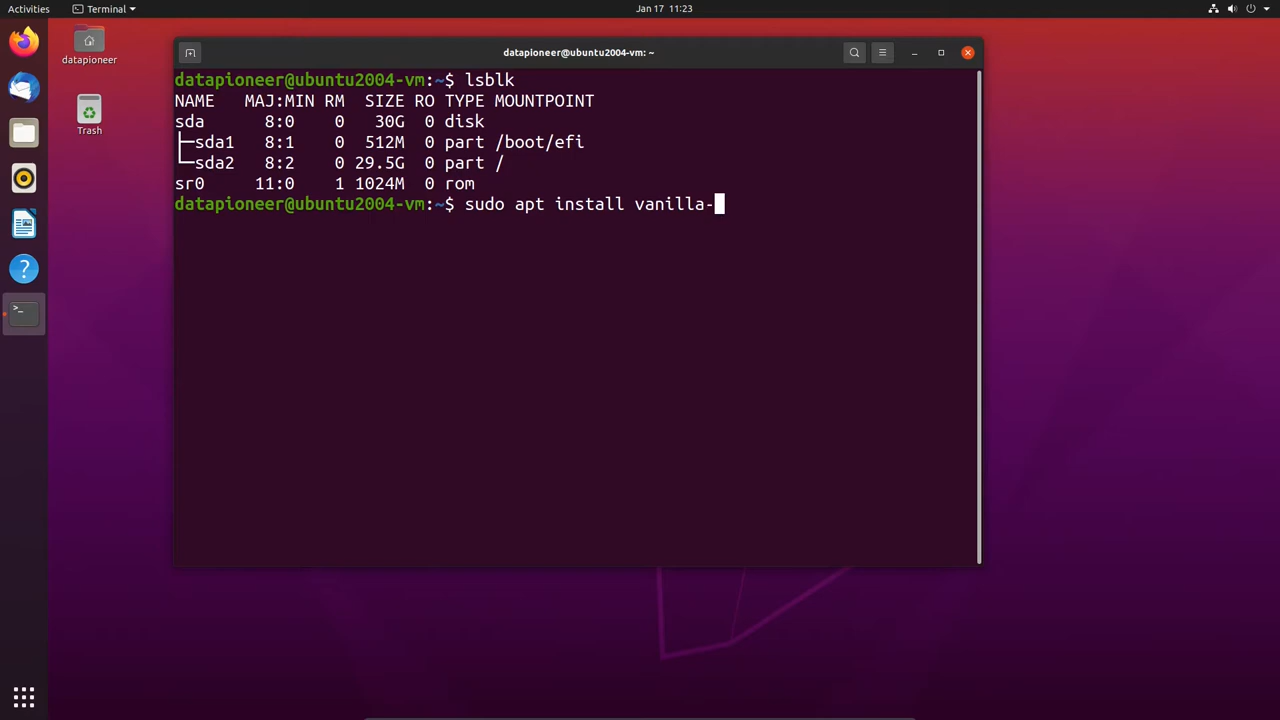 Activities
Terminal
Jan 17 11:23
datapioneer
Trash
datapioneer@ubuntu2004-vm: ~
datapioneer@ubuntu2004-vm:~$ lsblk
NAME   MAJ:MIN RM  SIZE RO TYPE MOUNTPOINT
sda      8:0    0   30G  0 disk
├─sda1   8:1    0  512M  0 part /boot/efi
└─sda2   8:2    0 29.5G  0 part /
sr0     11:0    1 1024M  0 rom
datapioneer@ubuntu2004-vm:~$ sudo apt install vanilla-